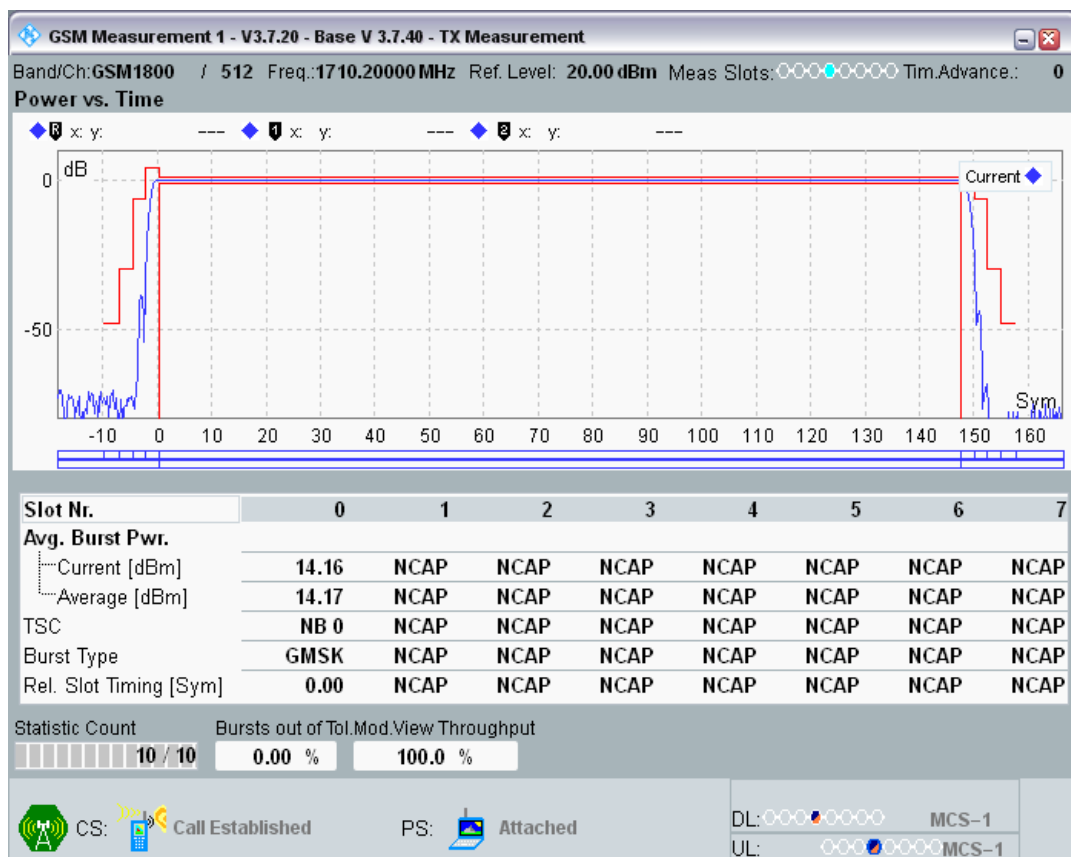 GSM Measurement 1 - V3.7.20 - Base V 3.7.40 - TX Measurement
Band/Ch:GSM1800 / 512 Freq.:1710.20000 MHz Ref. Level: 20.00 dBm Meas Slots: Tim.Advance.: 0
Power vs. Time
R x: y: --- 1 x: y: --- 2 x: y: ---
dB
Current
0
-50
Sym
-10 0 10 20 30 40 50 60 70 80 90 100 110 120 130 140 150 160
Slot Nr. 0 1 2 3 4 5 6 7
Avg. Burst Pwr.
Current [dBm] 14.16 NCAP NCAP NCAP NCAP NCAP NCAP NCAP
Average [dBm] 14.17 NCAP NCAP NCAP NCAP NCAP NCAP NCAP
TSC NB 0 NCAP NCAP NCAP NCAP NCAP NCAP NCAP
Burst Type GMSK NCAP NCAP NCAP NCAP NCAP NCAP NCAP
Rel. Slot Timing [Sym] 0.00 NCAP NCAP NCAP NCAP NCAP NCAP NCAP
Statistic Count Bursts out of Tol.Mod.View Throughput
10 / 10 0.00 % 100.0 %
CS: Call Established PS: Attached DL: MCS-1
UL: MCS-1